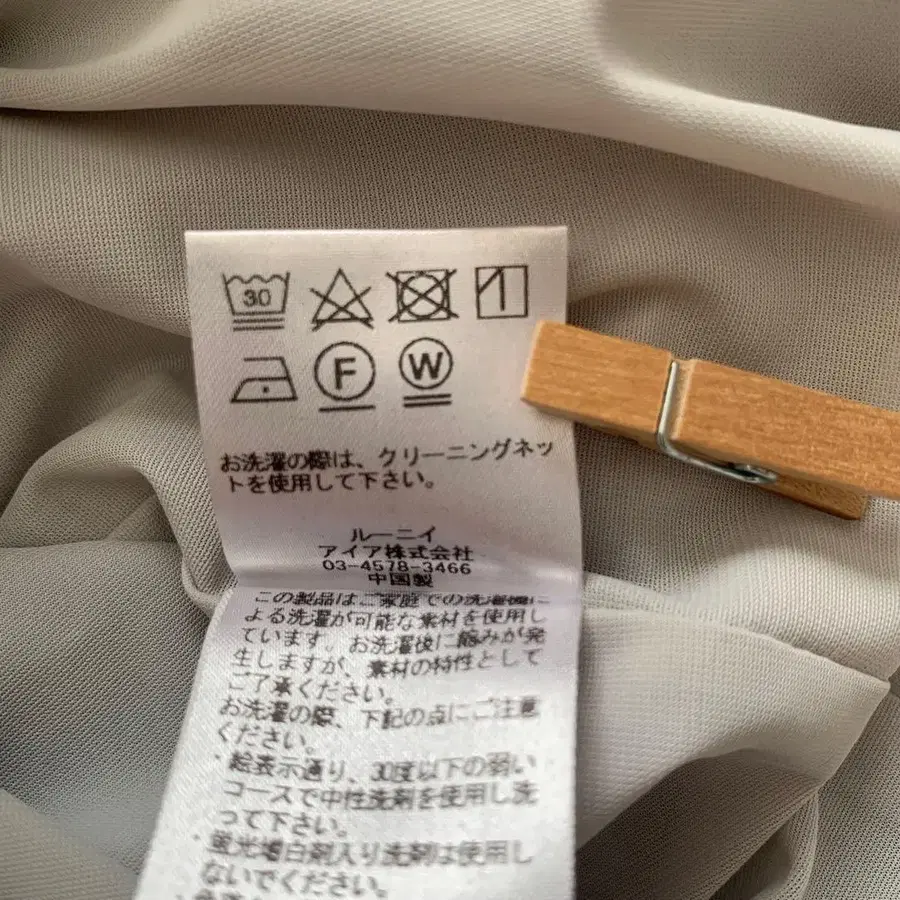 30
F W
お洗濯の際は、クリーニングネッ
トを使用して下さい。
ルーニィ
アイア株式会社
03-4578-3466
中国製
この製品はご家庭での洗濯機に
よる洗濯が可能な素材を使用し
ています。お洗濯後に縮みが発
生しますが、素材の特性として
ご了承ください。
お洗濯の際、下記の点にご注意
ください。
・絵表示通り、30度以下の弱い
コースで中性洗剤を使用し洗
って下さい。
・蛍光増白剤入り洗剤は使用し
ないでください。